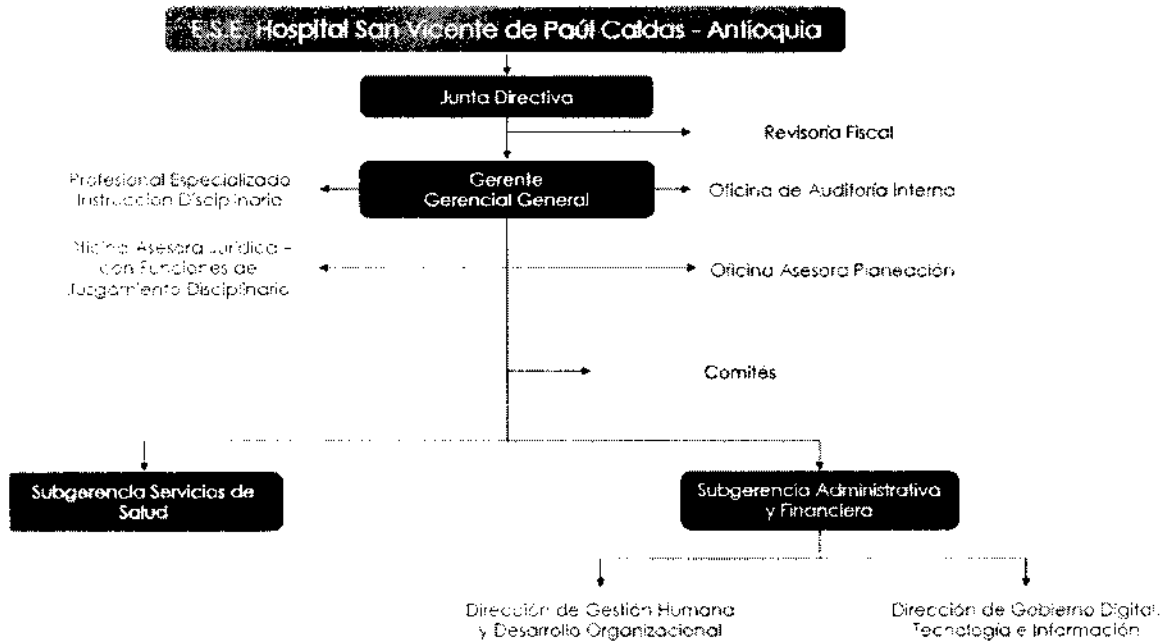 E.S.E. Hospital San Vicente de Paúl Caldas - Antioquia
Junta Directiva
Revisoría Fiscal
Gerente
Gerencial General
Profesional Especializado
Instrucción Disciplinaria
Oficina de Auditoría Interna
Oficina Asesora Jurídica -
con Funciones de
Juzgamiento Disciplinario
Oficina Asesora Planeación
Comités
Subgerencia Servicios de
Salud
Subgerencia Administrativa
y Financiera
Dirección de Gestión Humana
y Desarrollo Organizacional
Dirección de Gobierno Digital,
Tecnología e Información